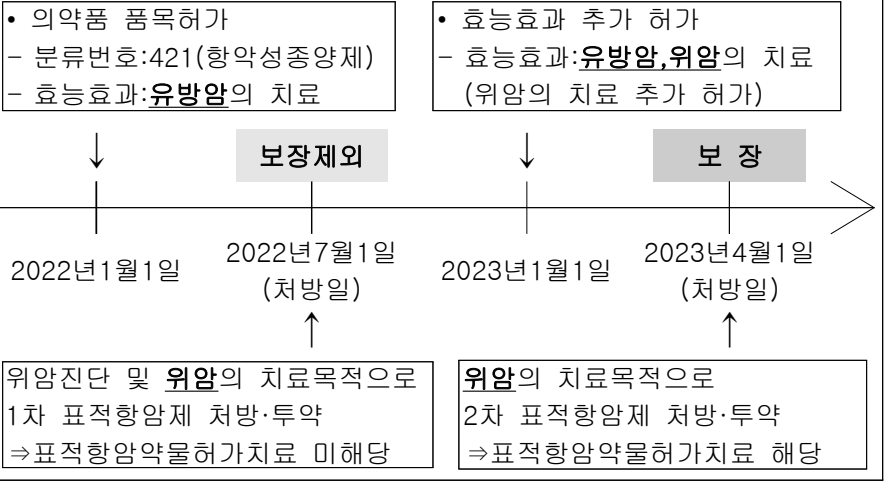 • 의약품 품목허가
- 분류번호:421(항악성종양제)
- 효능효과:유방암의 치료
• 효능효과 추가 허가
- 효능효과:유방암,위암의 치료
(위암의 치료 추가 허가)
↓
보장제외
↓
보 장
2022년1월1일
2022년7월1일
(처방일)
2023년1월1일
2023년4월1일
(처방일)
↑
↑
위암진단 및 위암의 치료목적으로
1차 표적항암제 처방·투약
⇒표적항암약물허가치료 미해당
위암의 치료목적으로
2차 표적항암제 처방·투약
⇒표적항암약물허가치료 해당